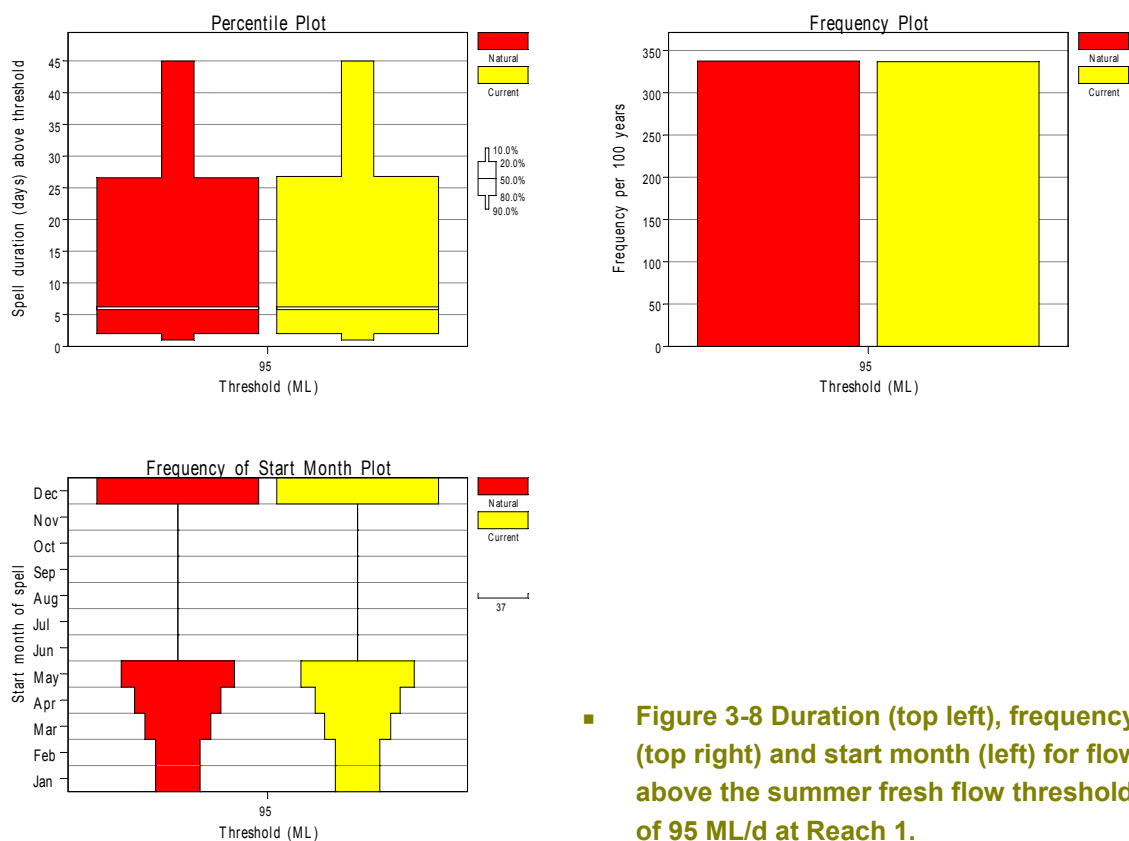 Percentile Plot
Spell duration (days) above threshold
45
40
35
30
25
20
15
10
5
0
95
Threshold (ML)
Natural
Current
10.0%
20.0%
50.0%
80.0%
90.0%
Frequency Plot
Frequency per 100 years
350
300
250
200
150
100
50
0
95
Threshold (ML)
Natural
Current
Frequency of Start Month Plot
Start month of spell
Dec
Nov
Oct
Sep
Aug
Jul
Jun
May
Apr
Mar
Feb
Jan
95
Threshold (ML)
Natural
Current
37
▪ Figure 3-8 Duration (top left), frequency
(top right) and start month (left) for flow
above the summer fresh flow threshold
of 95 ML/d at Reach 1.